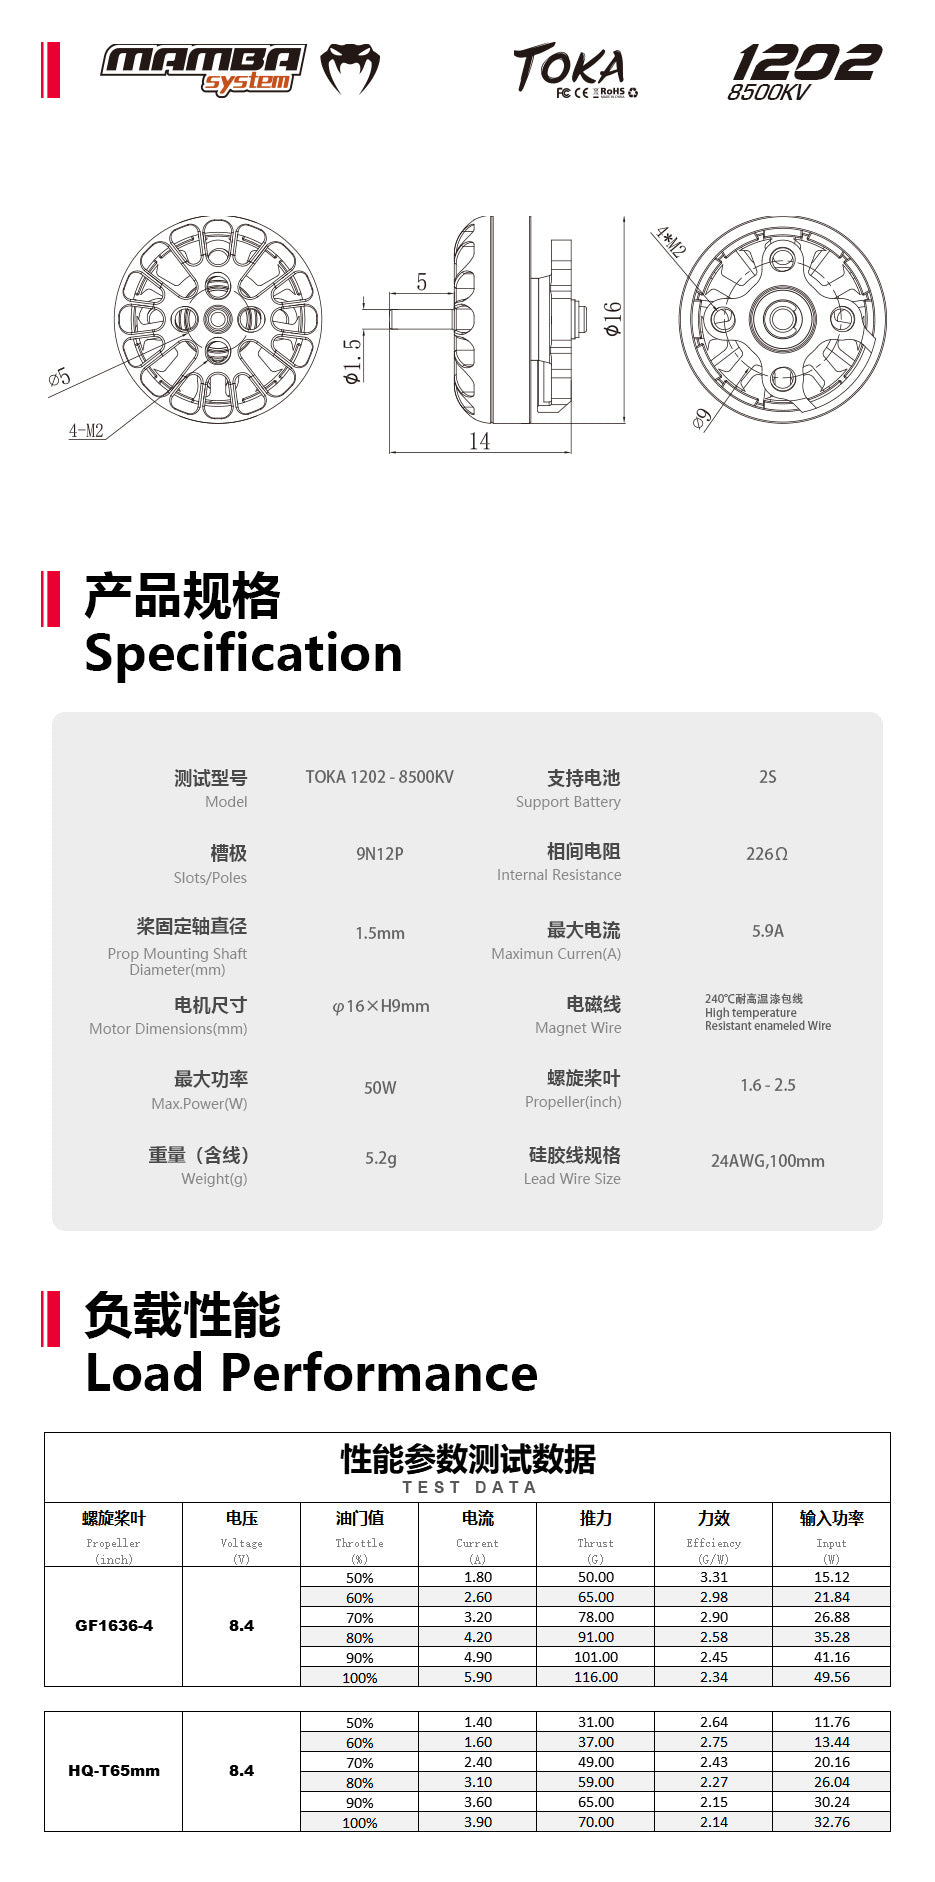 MAMBA
system
TOKA
FC CE RoHS
1202
8500KV
5
φ1.5
φ16
14
⌀5
4-M2
4*M2
⌀9
产品规格
Specification
测试型号 TOKA 1202 - 8500KV 支持电池 2S
Model Support Battery
槽极 9N12P 相间电阻 226Ω
Slots/Poles Internal Resistance
桨固定轴直径 1.5mm 最大电流 5.9A
Prop Mounting Shaft Maximun Curren(A)
Diameter(mm)
电机尺寸 φ16×H9mm 电磁线 240℃耐高温漆包线
Motor Dimensions(mm) Magnet Wire High temperature
Resistant enameled Wire
最大功率 50W 螺旋桨叶 1.6 - 2.5
Max.Power(W) Propeller(inch)
重量（含线） 5.2g 硅胶线规格 24AWG,100mm
Weight(g) Lead Wire Size
负载性能
Load Performance
性能参数测试数据
TEST DATA
螺旋桨叶 电压 油门值 电流 推力 力效 输入功率
Propeller Voltage Throttle Current Thrust Effciency Input
(inch) (V) (%) (A) (G) (G/W) (W)
50% 1.80 50.00 3.31 15.12
60% 2.60 65.00 2.98 21.84
70% 3.20 78.00 2.90 26.88
GF1636-4 8.4
80% 4.20 91.00 2.58 35.28
90% 4.90 101.00 2.45 41.16
100% 5.90 116.00 2.34 49.56
50% 1.40 31.00 2.64 11.76
60% 1.60 37.00 2.75 13.44
70% 2.40 49.00 2.43 20.16
HQ-T65mm 8.4
80% 3.10 59.00 2.27 26.04
90% 3.60 65.00 2.15 30.24
100% 3.90 70.00 2.14 32.76